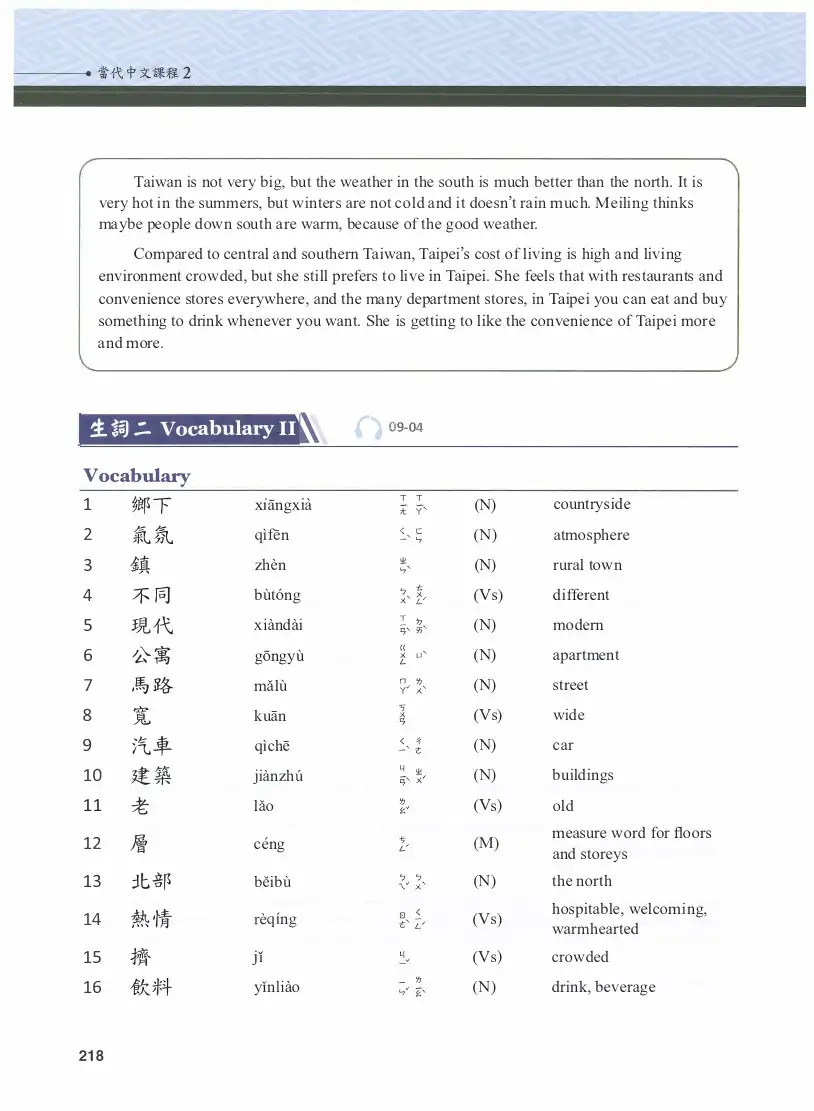 當代中文課程 2
Taiwan is not very big, but the weather in the south is much better than the north. It is
very hot in the summers, but winters are not cold and it doesn't rain much. Meiling thinks
maybe people down south are warm, because of the good weather.
Compared to central and southern Taiwan, Taipei's cost of living is high and living
environment crowded, but she still prefers to live in Taipei. She feels that with restaurants and
convenience stores everywhere, and the many department stores, in Taipei you can eat and buy
something to drink whenever you want. She is getting to like the convenience of Taipei more
and more.
生詞二 Vocabulary II 09-04
Vocabulary
1 鄉下 xiāngxià ㄒㄧㄤ ㄒㄧㄚˋ (N) countryside
2 氣氛 qìfēn ㄑㄧˋ ㄈㄣ (N) atmosphere
3 鎮 zhèn ㄓㄣˋ (N) rural town
4 不同 bùtóng ㄅㄨˋ ㄊㄨㄥˊ (Vs) different
5 現代 xiàndài ㄒㄧㄢˋ ㄉㄞˋ (N) modern
6 公寓 gōngyù ㄍㄨㄥ ㄩˋ (N) apartment
7 馬路 mǎlù ㄇㄚˇ ㄌㄨˋ (N) street
8 寬 kuān ㄎㄨㄢ (Vs) wide
9 汽車 qìchē ㄑㄧˋ ㄔㄜ (N) car
10 建築 jiànzhú ㄐㄧㄢˋ ㄓㄨˊ (N) buildings
11 老 lǎo ㄌㄠˇ (Vs) old
12 層 céng ㄘㄥˊ (M) measure word for floors
and storeys
13 北部 běibù ㄅㄟˇ ㄅㄨˋ (N) the north
14 熱情 rèqíng ㄖㄜˋ ㄑㄧㄥˊ (Vs) hospitable, welcoming,
warmhearted
15 擠 jǐ ㄐㄧˇ (Vs) crowded
16 飲料 yǐnliào ㄧㄣˇ ㄌㄧㄠˋ (N) drink, beverage
218